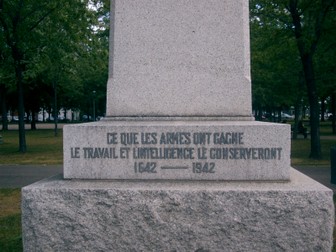 CE QUE LES ARMES ONT GAGNE
LE TRAVAIL ET L'INTELLIGENCE LE CONSERVERONT
1642 — 1942